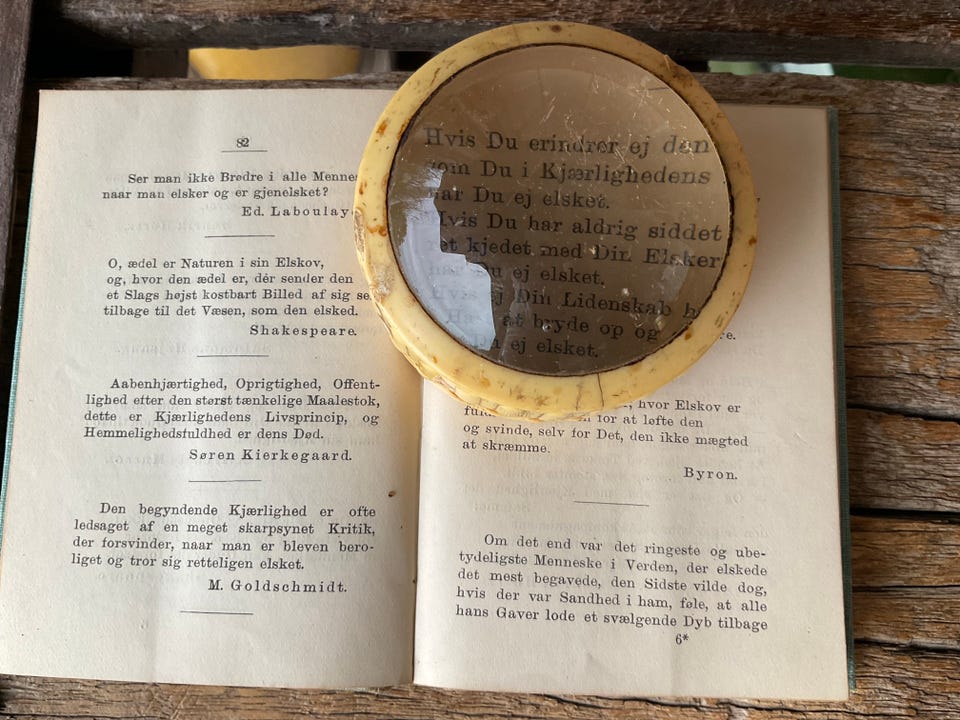 82
Ser man ikke Brødre i alle
naar man elsker og er gjenelsket?
Ed. Laboulay
O, ædel er Naturen i sin Elskov,
og, hvor den ædel er, dér sender den
et Slags højst kostbart Billed af sig
tilbage til det Væsen, som den elsked.
Shakespeare.
Aabenhjærtighed, Oprigtighed, Offent-
lighed efter den størst tænkelige Maalestok,
dette er Kjærlighedens Livsprincip, og
Hemmelighedsfuldhed er dens Død.
Søren Kierkegaard.
Den begyndende Kjærlighed er ofte
ledsaget af en meget skarpsynet Kritik,
der forsvinder, naar man er bleven bero-
liget og tror sig retteligen elsket.
M. Goldschmidt.
Hvis Du erindrer ej den
som Du i Kjærlighedens
har Du ej elsket.
Hvis Du har aldrig siddet
kjedet med Din Elsker
Du ej elsket.
Hvis ej Din Lidenskab
at bryde op og
Du ej elsket.
hvor Elskov er
for at løfte den
og svinde, selv for Det, den ikke mægted
at skræmme.
Byron.
Om det end var det ringeste og ube-
tydeligste Menneske i Verden, der elskede
det mest begavede, den Sidste vilde dog,
hvis der var Sandhed i ham, føle, at alle
hans Gaver lode et svælgende Dyb tilbage
6*